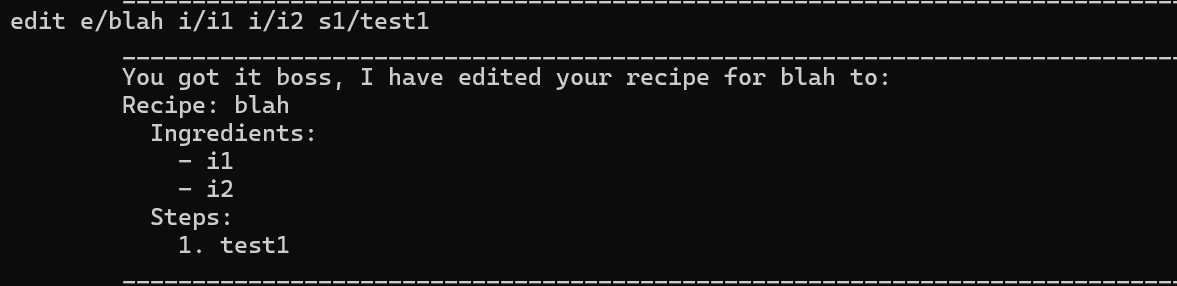 edit e/blah i/i1 i/i2 s1/test1
You got it boss, I have edited your recipe for blah to:
Recipe: blah
Ingredients:
- i1
- i2
Steps:
1. test1